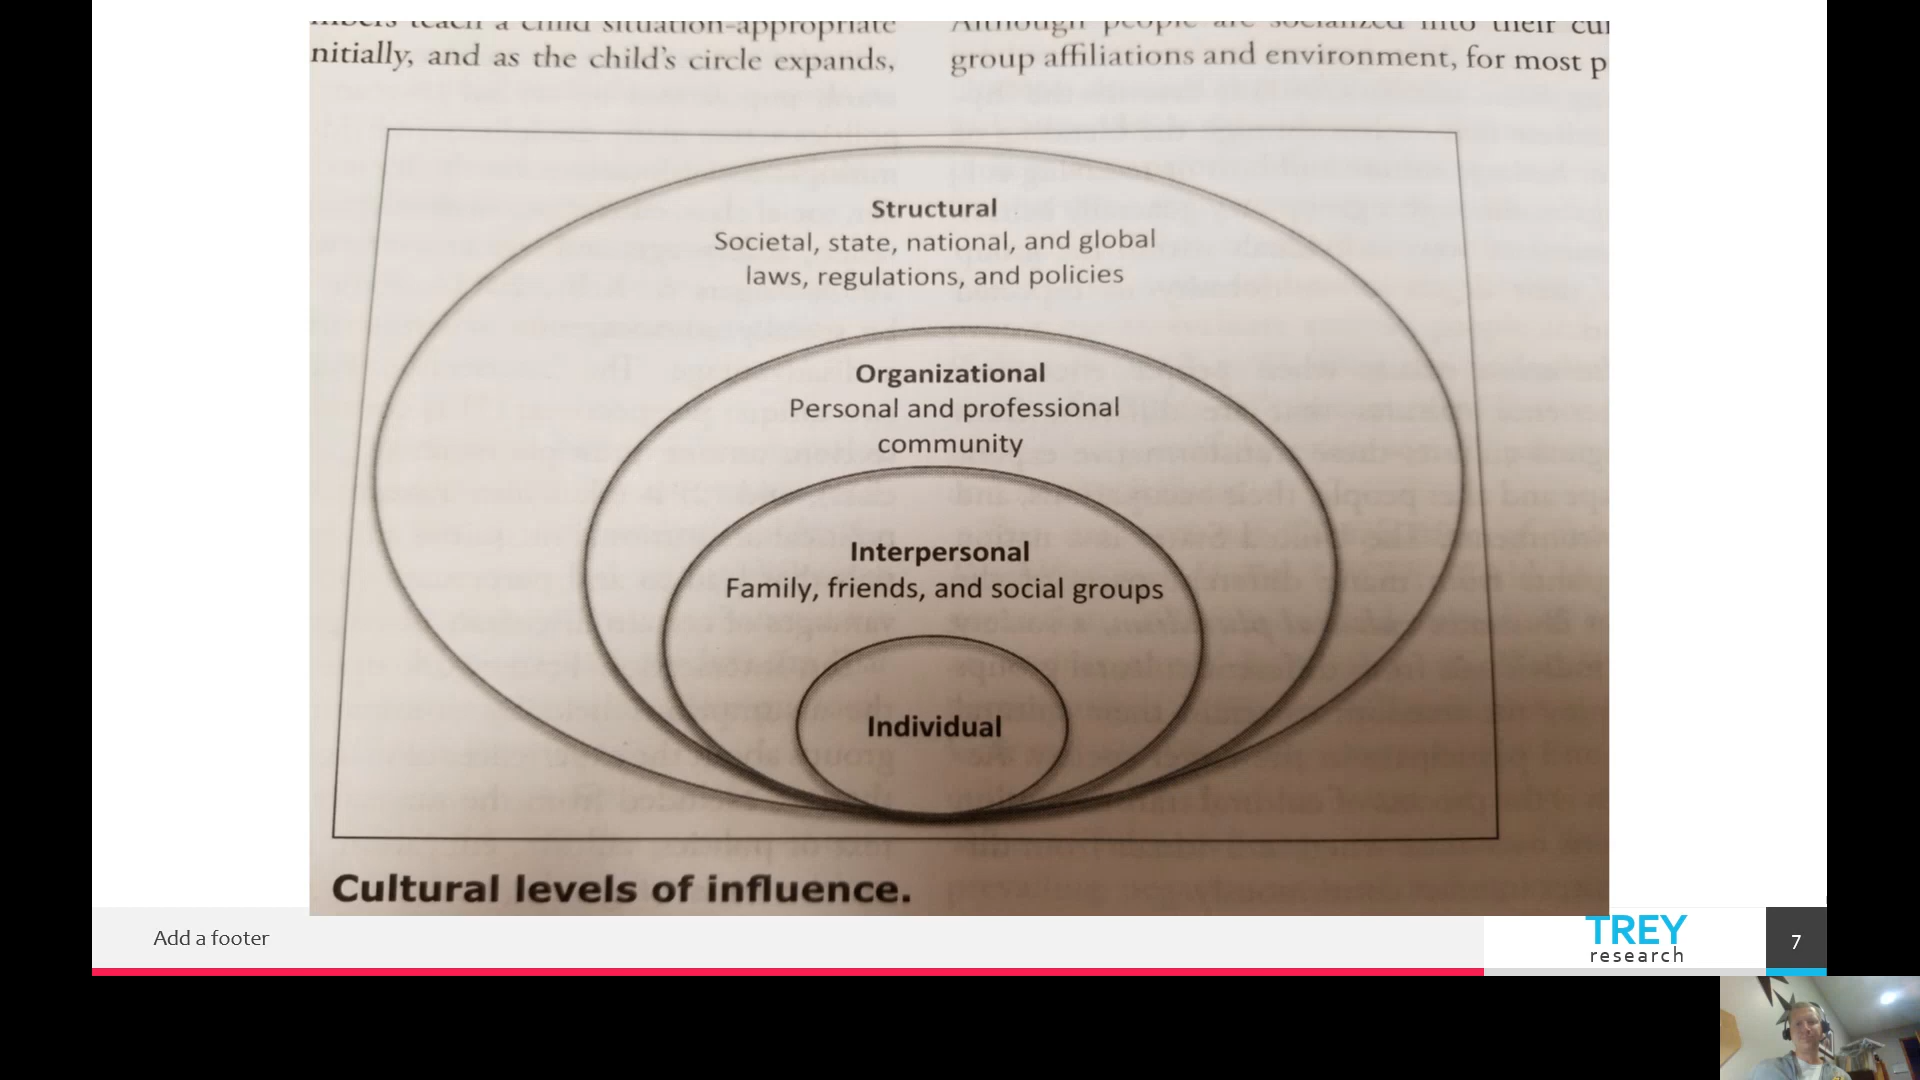 nitially, and as the child's circle expands,
group affiliations and environment, for most p
Structural
Societal, state, national, and global
laws, regulations, and policies
Organizational
Personal and professional
community
Interpersonal
Family, friends, and social groups
Individual
Cultural levels of influence.
Add a footer
TREY
research
7